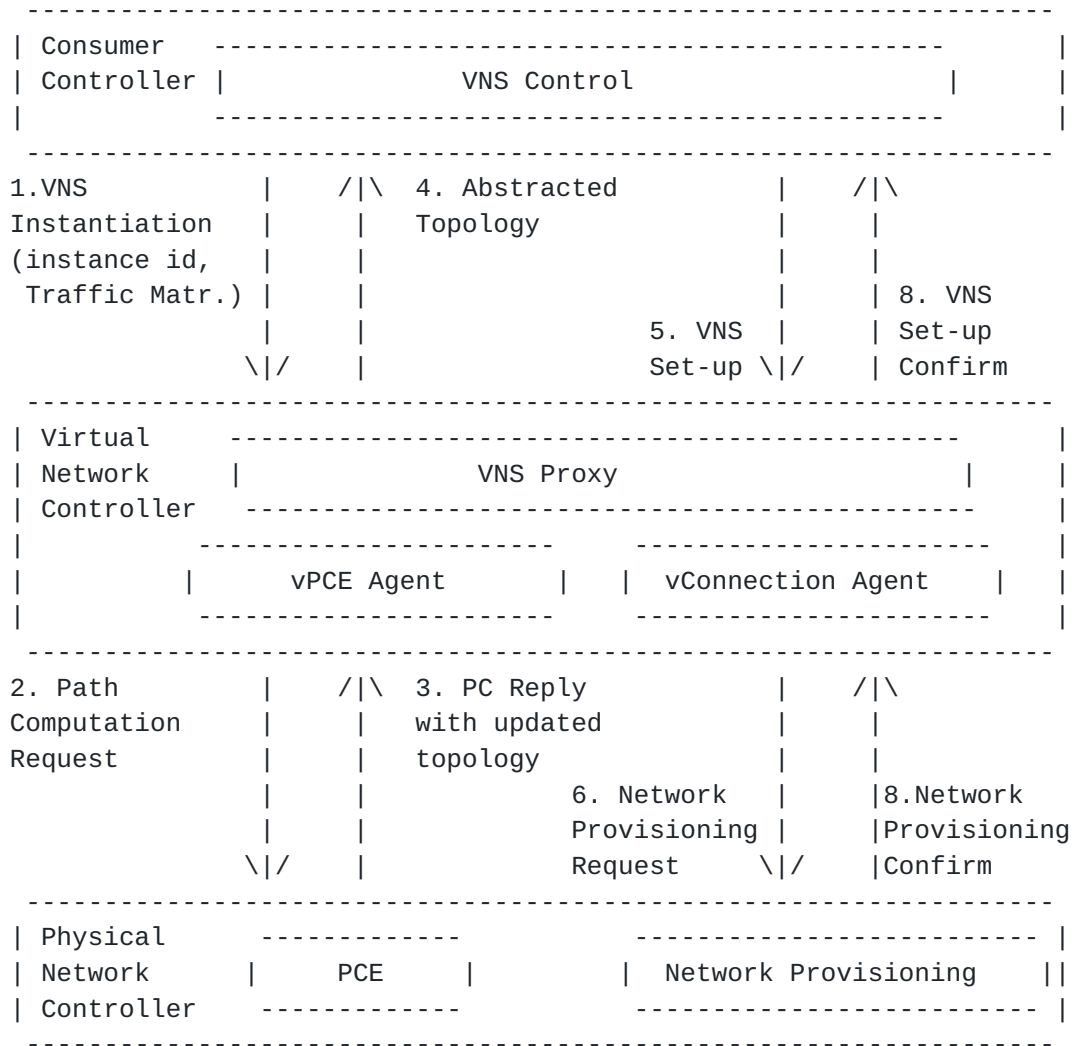 Consumer
Controller | VNS Control |
1.VNS | /|\ 4. Abstracted | /|\
Instantiation | | Topology | |
(instance id, | | | |
Traffic Matr.) | | | | 8. VNS
| | 5. VNS | | Set-up
\|/ | Set-up \|/ | Confirm
| Virtual
| Network | VNS Proxy | |
| Controller
| | vPCE Agent | | vConnection Agent | |
2. Path | /|\ 3. PC Reply | /|\
Computation | | with updated | |
Request | | topology | |
| | 6. Network | |8.Network
| | Provisioning | |Provisioning
\|/ | Request \|/ |Confirm
| Physical
| Network | PCE | | Network Provisioning ||
| Controller